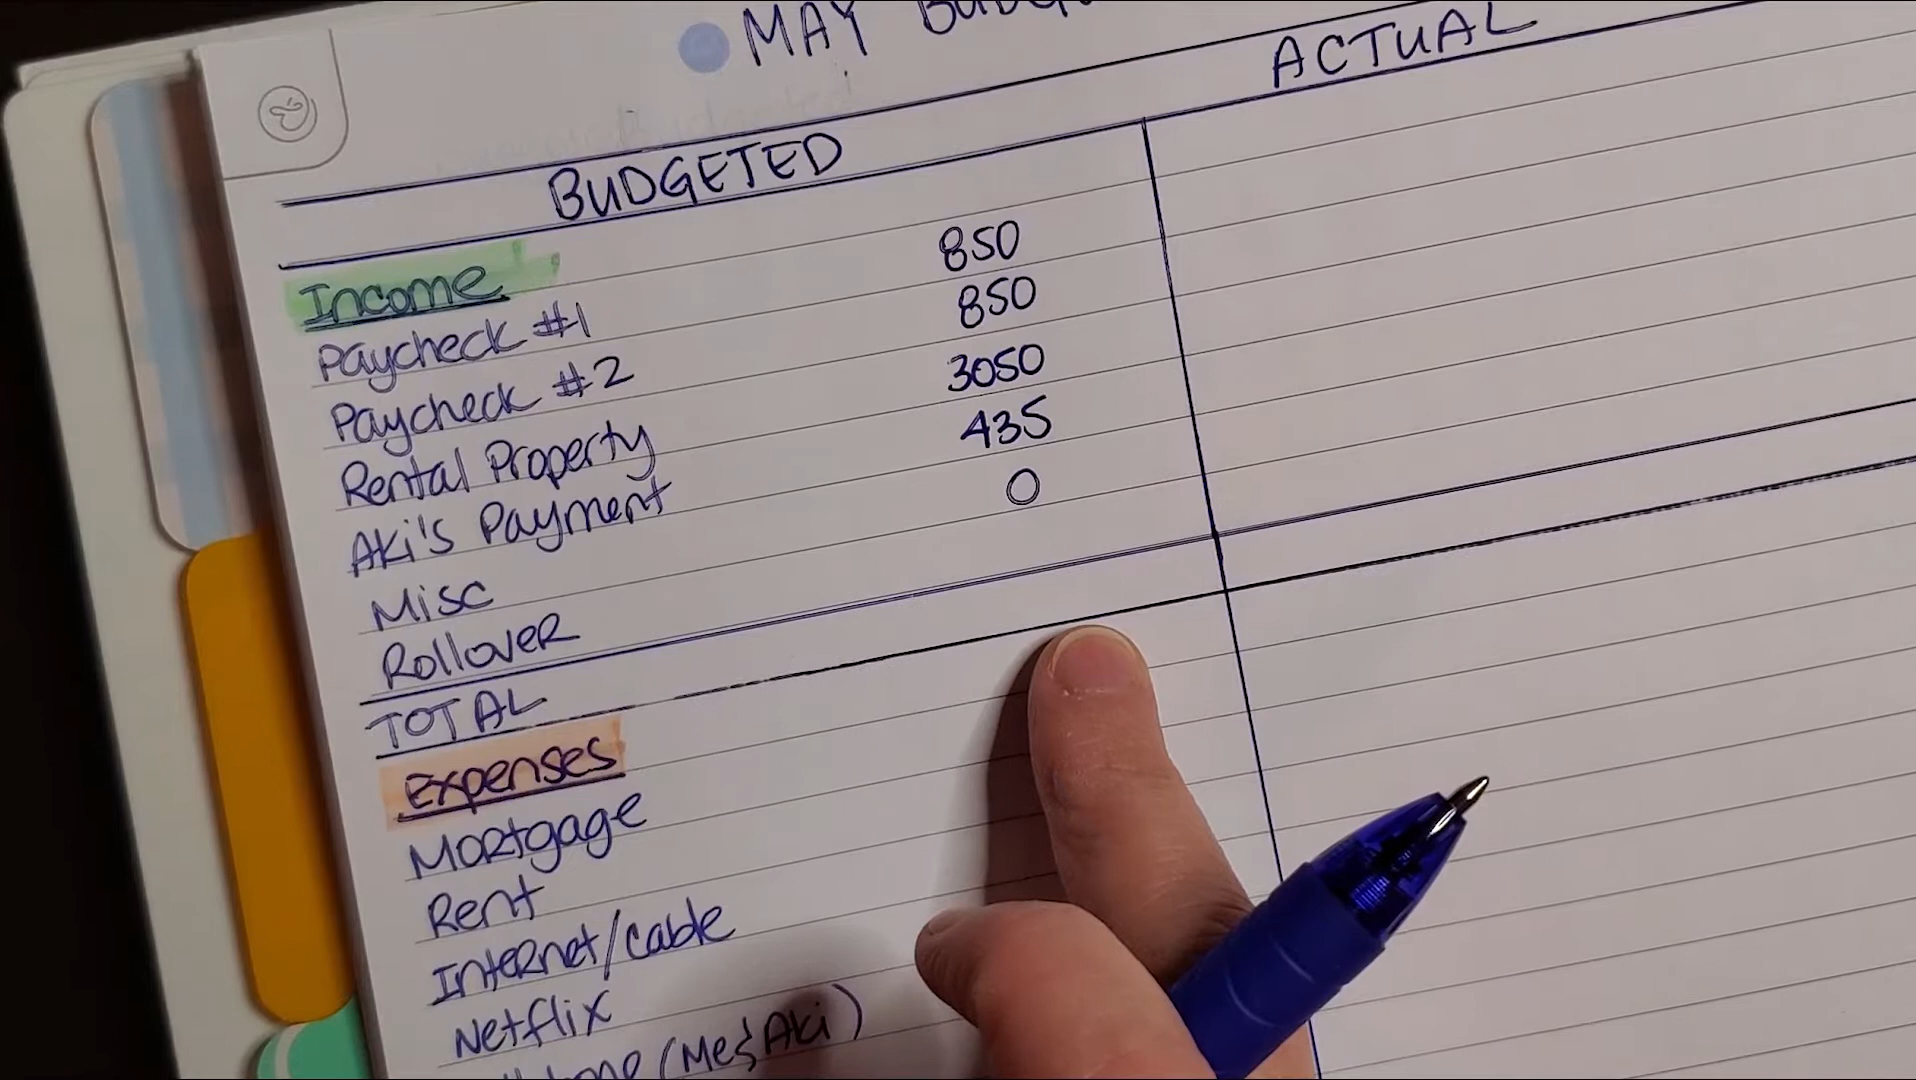 MAY
BUDGETED ACTUAL
Income
Paycheck #1 850
Paycheck #2 850
Rental Property 3050
Aki's Payment 435
Misc 0
Rollover
TOTAL
Expenses
Mortgage
Rent
Internet/cable
Netflix
(Me & Aki)